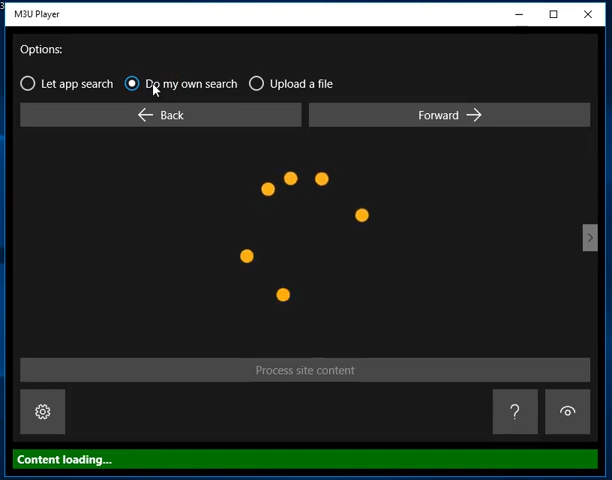 3
M3U Player
Options:
Let app search Do my own search Upload a file
Back Forward
Process site content
?
Content loading...